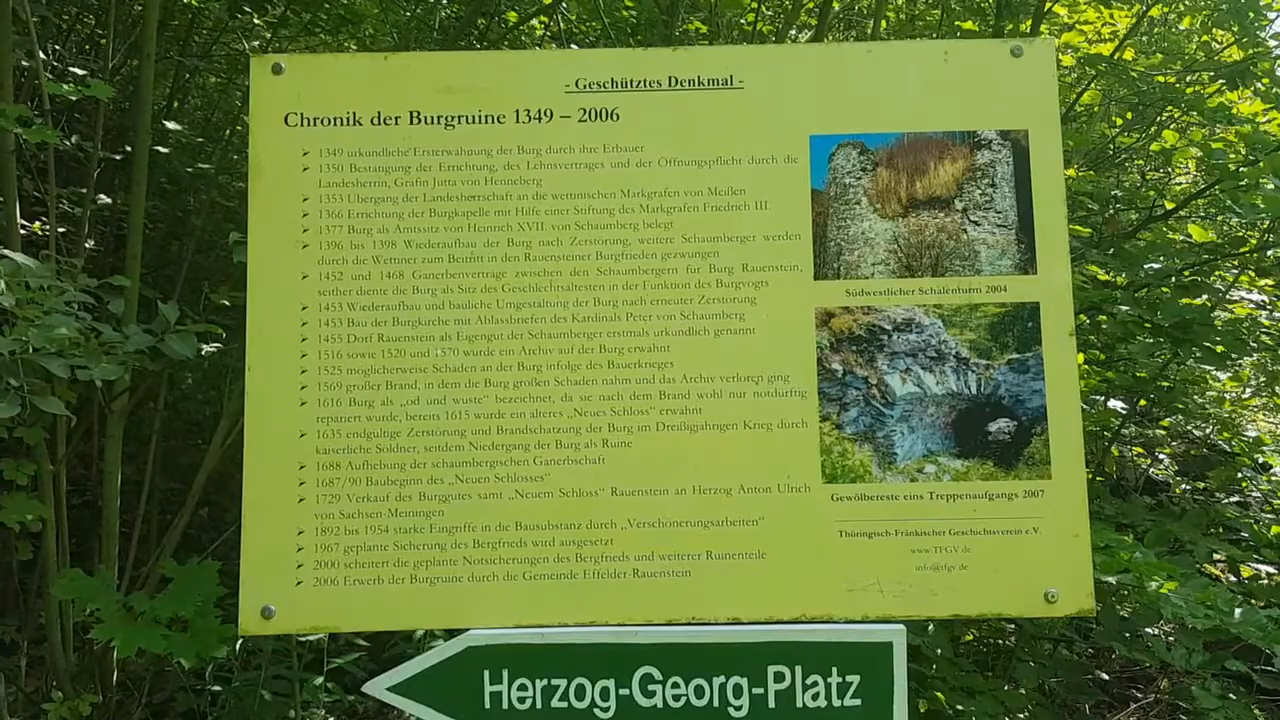 - Geschütztes Denkmal -
Chronik der Burgruine 1349 – 2006
➢ 1349 urkundliche Ersterwähnung der Burg durch ihre Erbauer
➢ 1350 Bestätigung der Errichtung, des Lehnsvertrages und der Öffnungspflicht durch die
Landesherrin, Gräfin Jutta von Henneberg
➢ 1353 Übergang der Landesherrschaft an die wettinischen Markgrafen von Meißen
➢ 1366 Errichtung der Burgkapelle mit Hilfe einer Stiftung des Markgrafen Friedrich III.
➢ 1377 Burg als Amtssitz von Heinrich XVII. von Schaumberg belegt
➢ 1396 bis 1398 Wiederaufbau der Burg nach Zerstörung, weitere Schaumberger werden
durch die Wettiner zum Beitritt in den Rauensteiner Burgfrieden gezwungen
➢ 1452 und 1468 Ganerbenverträge zwischen den Schaumbergern für Burg Rauenstein,
seither diente die Burg als Sitz des Geschlechtsältesten in der Funktion des Burgvogts
➢ 1453 Wiederaufbau und bauliche Umgestaltung der Burg nach erneuter Zerstörung
➢ 1453 Bau der Burgkirche mit Ablassbriefen des Kardinals Peter von Schaumberg
➢ 1455 Dorf Rauenstein als Eigengut der Schaumberger erstmals urkundlich genannt
➢ 1516 sowie 1520 und 1570 wurde ein Archiv auf der Burg erwähnt
➢ 1525 möglicherweise Schäden an der Burg infolge des Bauerkrieges
➢ 1569 großer Brand, in dem die Burg großen Schaden nahm und das Archiv verloren ging
➢ 1616 Burg als „öd und wüste“ bezeichnet, da sie nach dem Brand wohl nur notdürftig
repariert wurde, bereits 1615 wurde ein älteres „Neues Schloss“ erwähnt
➢ 1635 endgültige Zerstörung und Brandschatzung der Burg im Dreißigjährigen Krieg durch
kaiserliche Söldner, seitdem Niedergang der Burg als Ruine
➢ 1688 Aufhebung der schaumbergischen Ganerbschaft
➢ 1687/90 Baubeginn des „Neuen Schlosses“
➢ 1729 Verkauf des Burggutes samt „Neuem Schloss“ Rauenstein an Herzog Anton Ulrich
von Sachsen-Meiningen
➢ 1892 bis 1954 starke Eingriffe in die Bausubstanz durch „Verschönerungsarbeiten“
➢ 1967 geplante Sicherung des Bergfrieds wird ausgesetzt
➢ 2000 scheitert die geplante Notsicherungen des Bergfrieds und weiterer Ruinenteile
➢ 2006 Erwerb der Burgruine durch die Gemeinde Effelder-Rauenstein
Südwestlicher Schalenturm 2004
Gewölbereste eins Treppenaufgangs 2007
Thüringisch-Fränkischer Geschichtsverein e.V.
www.TFGV.de
info@tfgv.de
Herzog-Georg-Platz